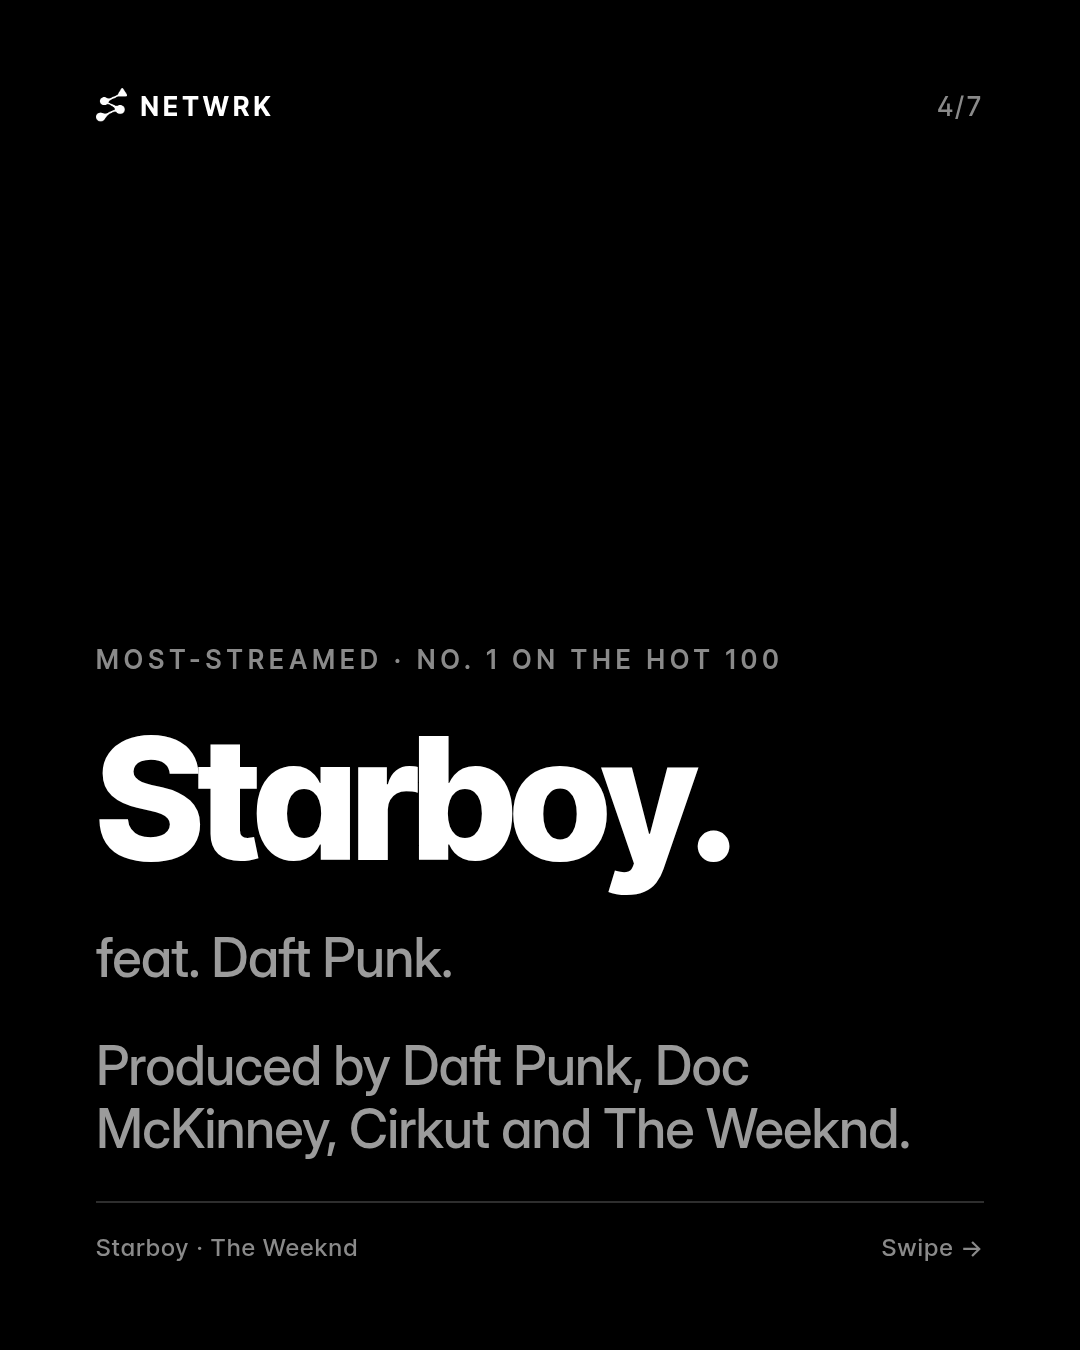 NETWRK
4/7
MOST-STREAMED · NO. 1 ON THE HOT 100
Starboy.
feat. Daft Punk.
Produced by Daft Punk, Doc
McKinney, Cirkut and The Weeknd.
Starboy · The Weeknd
Swipe →